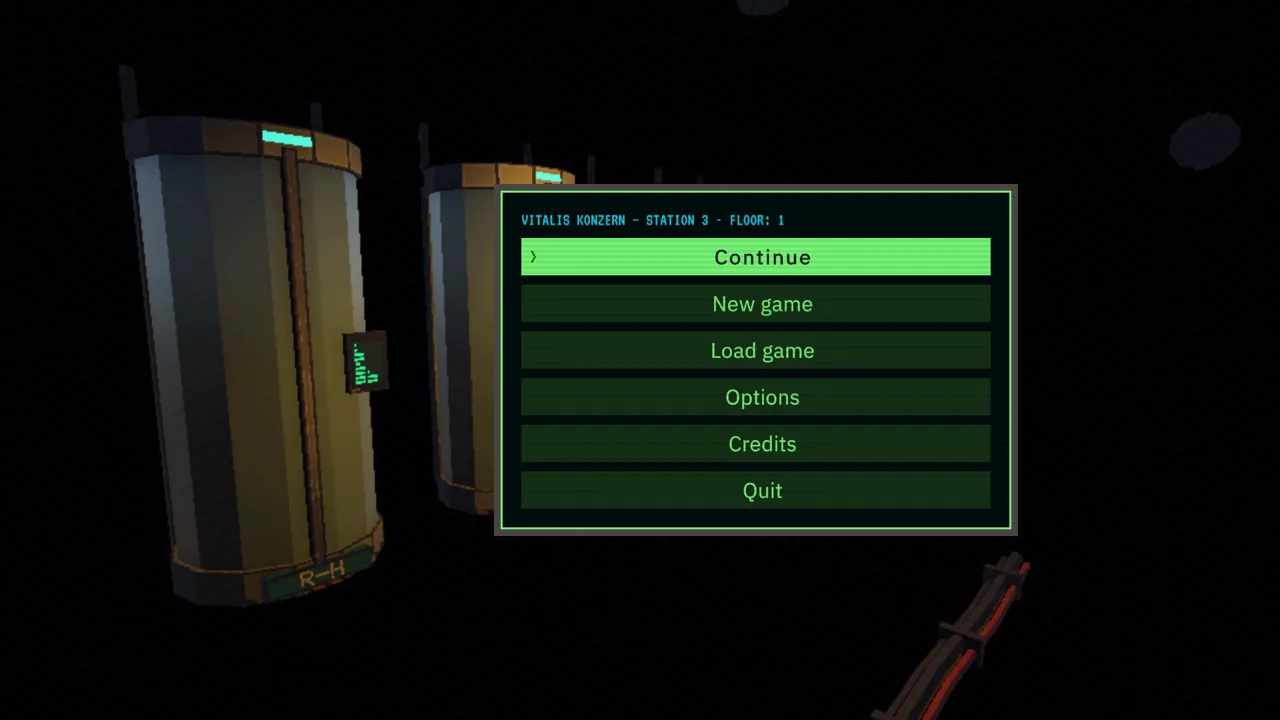 VITALIS KONZERN – STATION 3 - FLOOR: 1
Continue
New game
Load game
Options
Credits
Quit
R-H